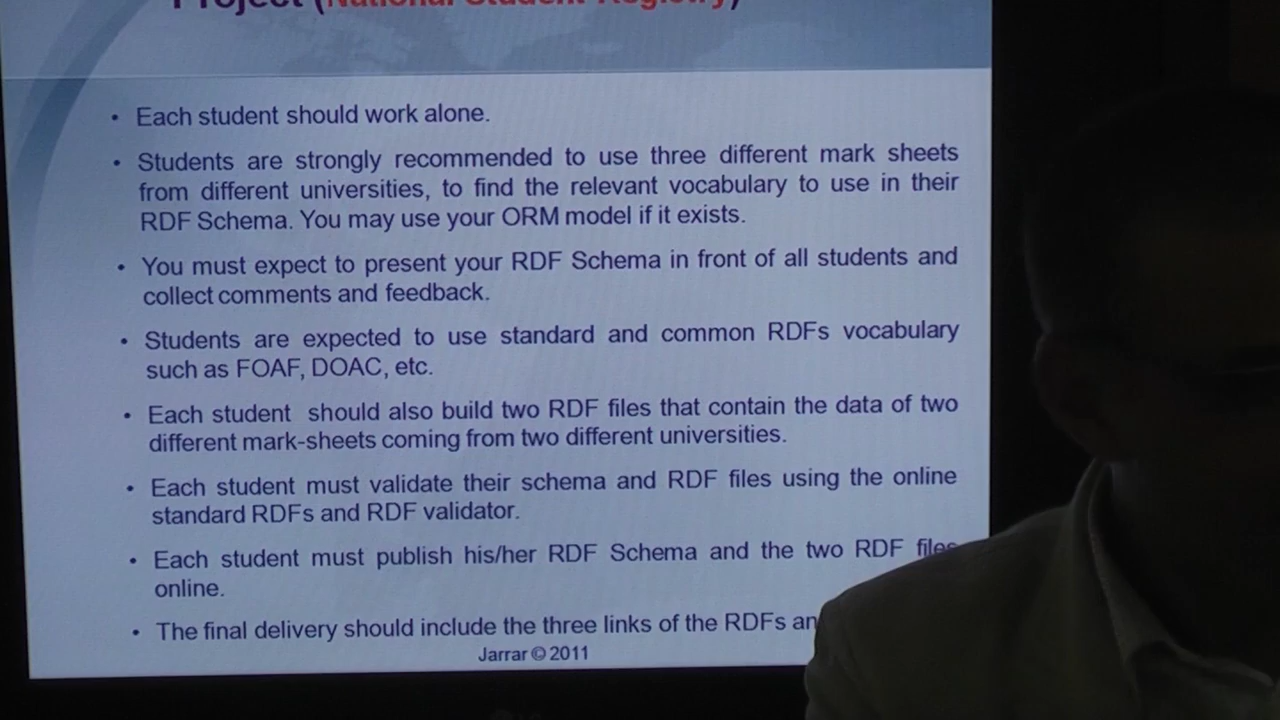 Project (National Student Registry)
• Each student should work alone.
• Students are strongly recommended to use three different mark sheets
from different universities, to find the relevant vocabulary to use in their
RDF Schema. You may use your ORM model if it exists.
• You must expect to present your RDF Schema in front of all students and
collect comments and feedback.
• Students are expected to use standard and common RDFs vocabulary
such as FOAF, DOAC, etc.
• Each student should also build two RDF files that contain the data of two
different mark-sheets coming from two different universities.
• Each student must validate their schema and RDF files using the online
standard RDFs and RDF validator.
• Each student must publish his/her RDF Schema and the two RDF files
online.
• The final delivery should include the three links of the RDFs
Jarrar © 2011